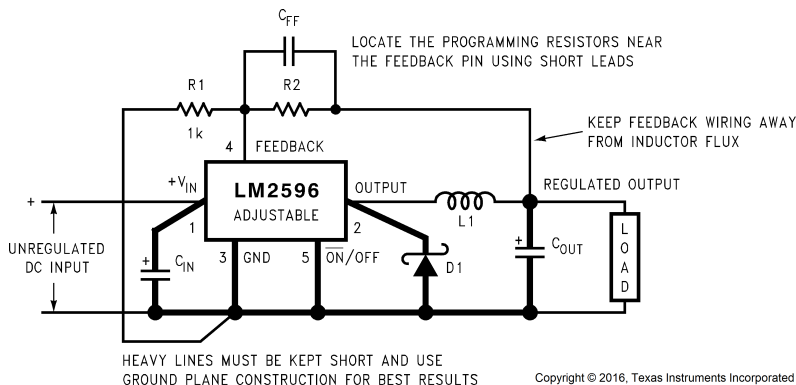 CFF
LOCATE THE PROGRAMMING RESISTORS NEAR
THE FEEDBACK PIN USING SHORT LEADS
R1
R2
1k
4
FEEDBACK
KEEP FEEDBACK WIRING AWAY
FROM INDUCTOR FLUX
+VIN
LM2596
ADJUSTABLE
OUTPUT
REGULATED OUTPUT
+
1
2
L1
UNREGULATED
DC INPUT
+
CIN
3
GND
5
ON/OFF
D1
+
COUT
LOAD
HEAVY LINES MUST BE KEPT SHORT AND USE
GROUND PLANE CONSTRUCTION FOR BEST RESULTS
Copyright © 2016, Texas Instruments Incorporated